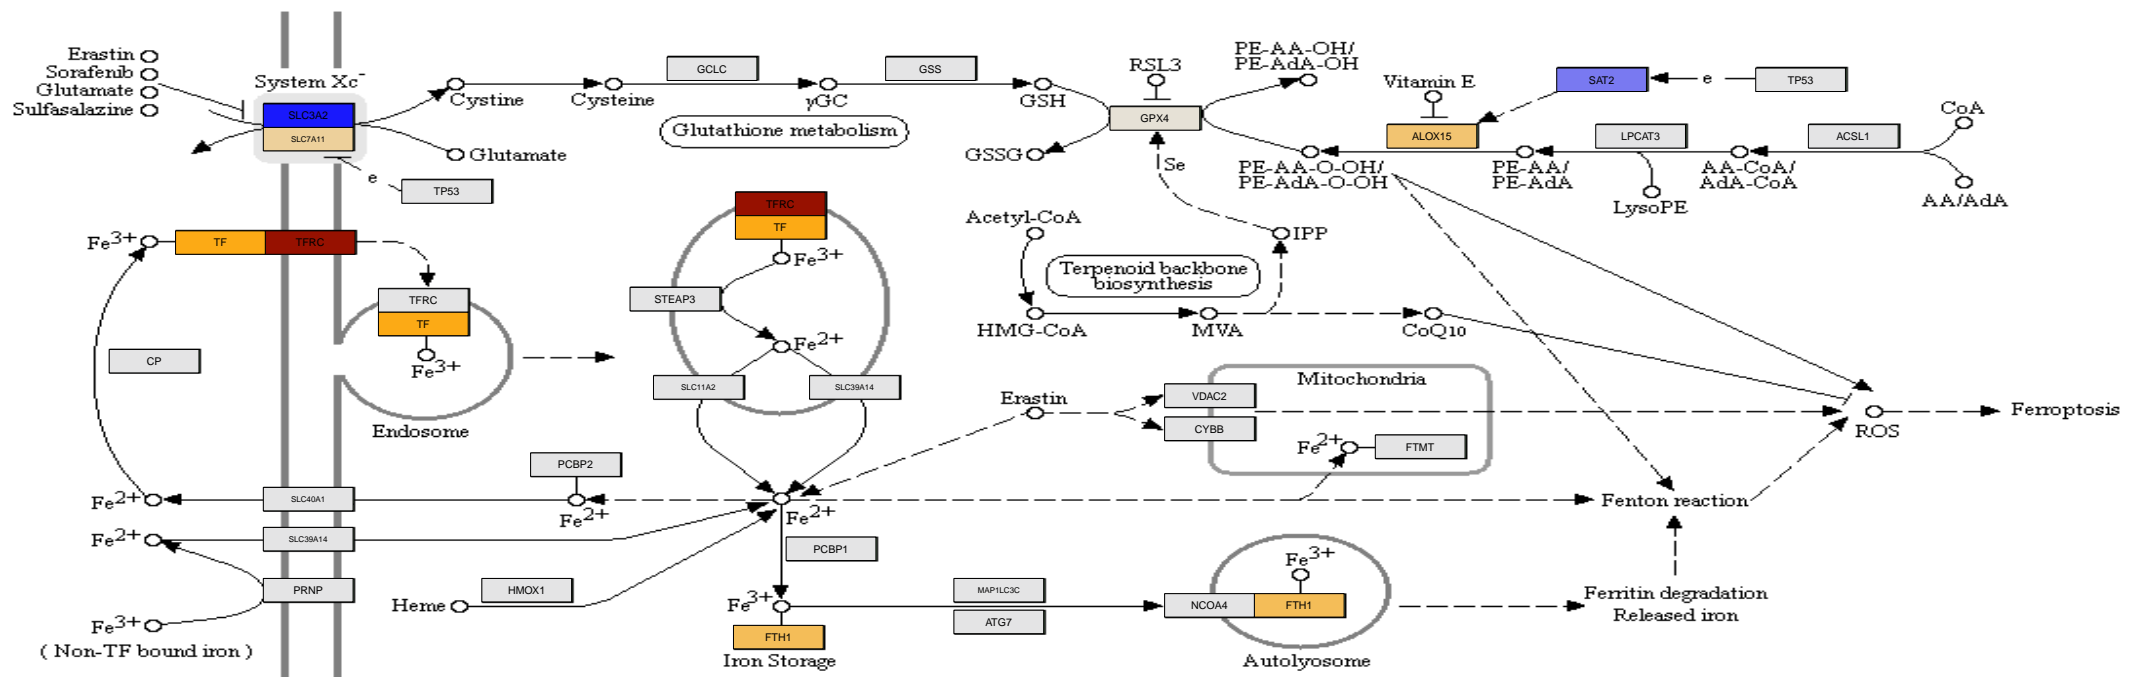 Erastin
Sorafenib
Glutamate
Sulfasalazine
System Xc-
SLC3A2
SLC7A11
Cystine
Glutamate
e
TP53
Cysteine
GCLC
γGC
GSS
GSH
GSSG
Glutathione metabolism
RSL3
GPX4
Se
PE-AA-OH/
PE-AdA-OH
PE-AA-O-OH/
PE-AdA-O-OH
Vitamin E
ALOX15
SAT2
e
TP53
PE-AA/
PE-AdA
LPCAT3
LysoPE
AA-CoA/
AdA-CoA
ACSL1
CoA
AA/AdA
Fe3+
TF
TFRC
TFRC
TF
Fe3+
Endosome
CP
TFRC
TF
Fe3+
STEAP3
Fe2+
SLC11A2
SLC39A14
Acetyl-CoA
HMG-CoA
Terpenoid backbone
biosynthesis
MVA
IPP
CoQ10
Erastin
VDAC2
CYBB
Mitochondria
Fe2+
FTMT
ROS
Ferroptosis
Fe2+
SLC40A1
PCBP2
Fe2+
Fe2+
Fenton reaction
Fe2+
SLC39A14
PRNP
Fe3+
( Non-TF bound iron )
Heme
HMOX1
PCBP1
Fe3+
FTH1
Iron Storage
MAP1LC3C
ATG7
NCOA4
FTH1
Fe3+
Autolyosome
Ferritin degradation
Released iron